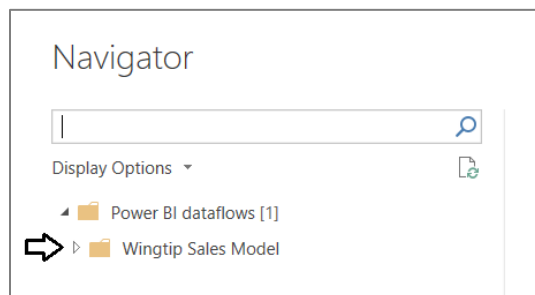 Navigator
Display Options
Power BI dataflows [1]
Wingtip Sales Model